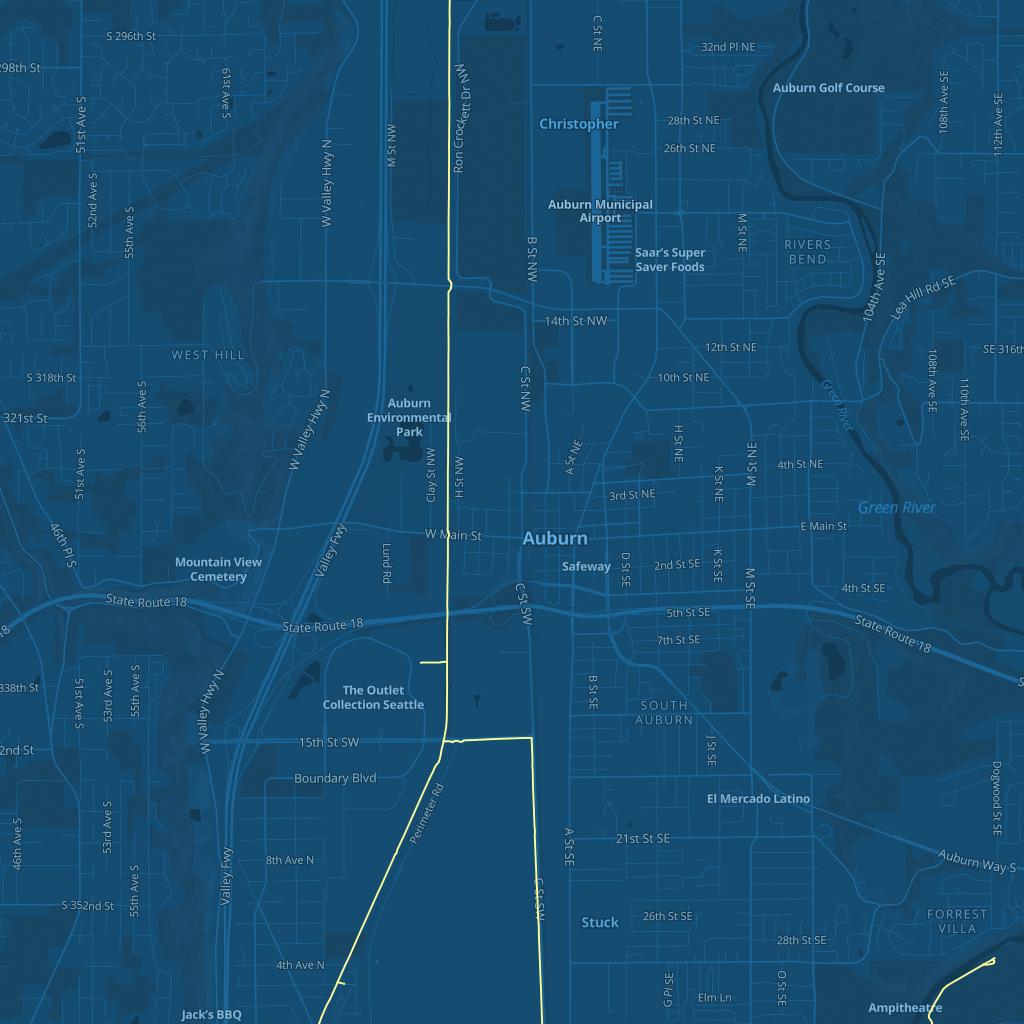 S 296th St
298th St
61st Ave S
51st Ave S
52nd Ave S
55th Ave S
W Valley Hwy N
M St NW
Ron Crockett Dr NW
C St NE
32nd Pl NE
Auburn Golf Course
108th Ave SE
112th Ave SE
Christopher
28th St NE
26th St NE
Auburn Municipal
Airport
M St NE
B St NW
Saar's Super
Saver Foods
RIVERS
BEND
104th Ave SE
Lea Hill Rd SE
14th St NW
WEST HILL
12th St NE
SE 316th
S 318th St
C St NW
10th St NE
108th Ave SE
110th Ave SE
Green River
56th Ave S
321st St
W Valley Hwy N
Auburn
Environmental
Park
51st Ave S
Clay St NW
H St NW
A St NE
H St NE
M St NE
4th St NE
K St NE
3rd St NE
Green River
46th Pl S
Valley Fwy
W Main St
Auburn
E Main St
Mountain View
Cemetery
Lund Rd
Safeway
D St SE
2nd St SE
K St SE
M St SE
4th St SE
State Route 18
State Route 18
C St SW
5th St SE
7th St SE
State Route 18
S
18
338th St
51st Ave S
53rd Ave S
55th Ave S
W Valley Hwy N
The Outlet
Collection Seattle
B St SE
SOUTH
AUBURN
J St SE
2nd St
15th St SW
Boundary Blvd
Perimeter Rd
El Mercado Latino
Dogwood St SE
46th Ave S
53rd Ave S
A St SE
21st St SE
Auburn Way S
8th Ave N
Valley Fwy
55th Ave S
S 352nd St
C St SW
Stuck
26th St SE
FORREST
VILLA
28th St SE
4th Ave N
G Pl SE
Elm Ln
O St SE
Ampitheatre
Jack's BBQ